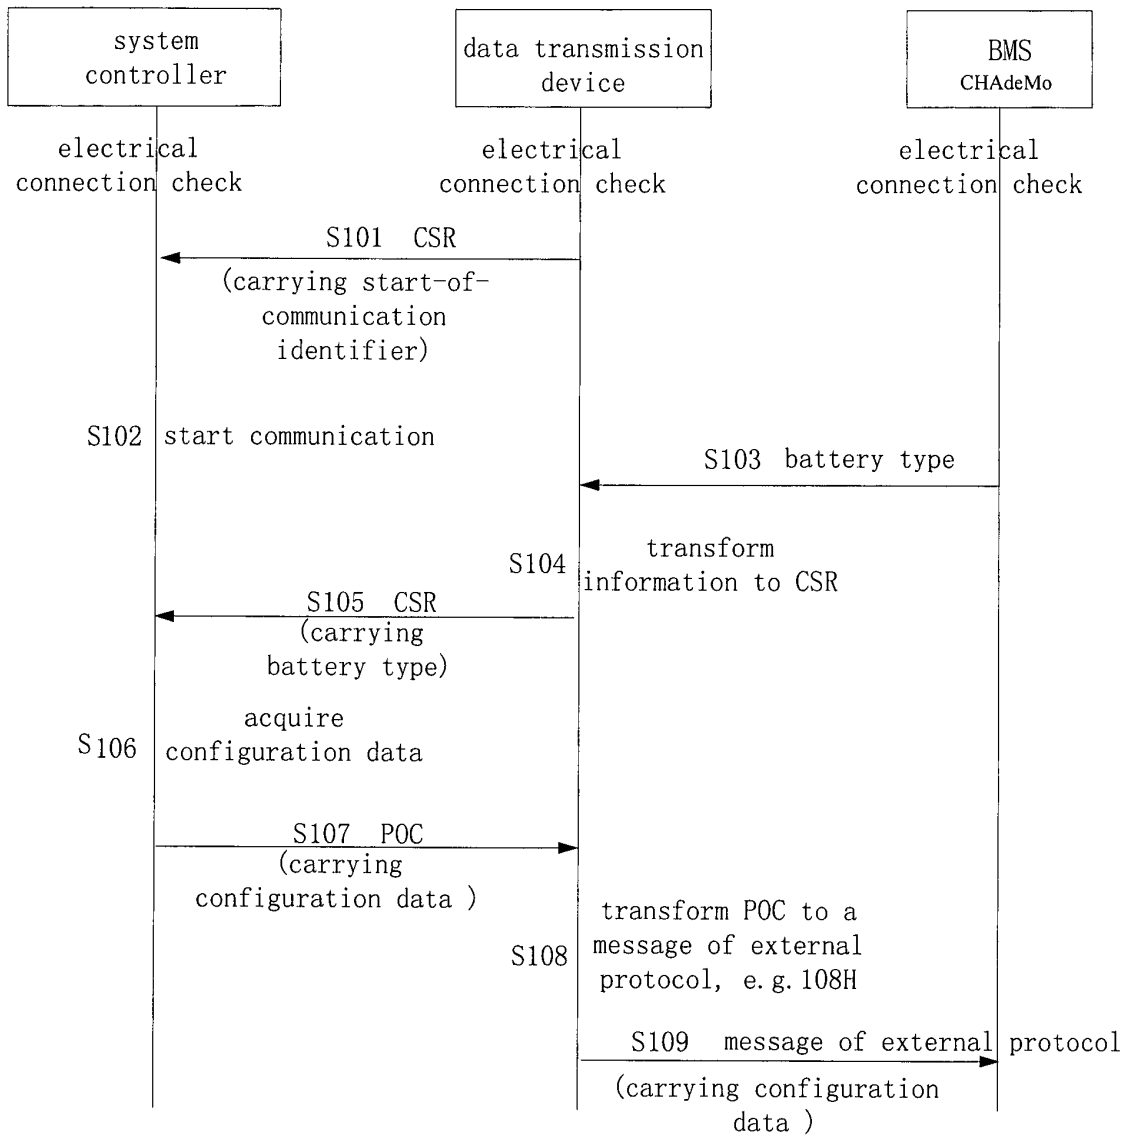 system
controller
data transmission
device
BMS
CHAdeMo
electrical
connection check
electrical
connection check
electrical
connection check
S101 CSR
(carrying start-of-
communication
identifier)
S102 start communication
S103 battery type
S104
transform
information to CSR
S105 CSR
(carrying
battery type)
S106
acquire
configuration data
S107 POC
(carrying
configuration data )
S108
transform POC to a
message of external
protocol, e.g.108H
S109 message of external protocol
(carrying configuration
data )